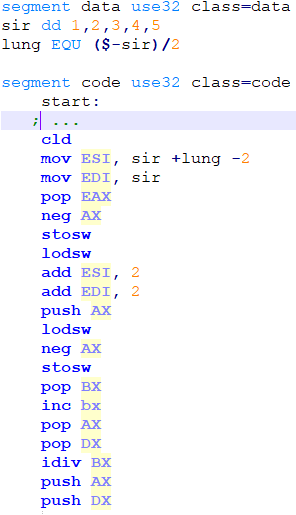 segment data use32 class=data
sir dd 1,2,3,4,5
lung EQU ($-sir)/2
segment code use32 class=code
start:
; ...
cld
mov ESI, sir +lung -2
mov EDI, sir
pop EAX
neg AX
stosw
lodsw
add ESI, 2
add EDI, 2
push AX
lodsw
neg AX
stosw
pop BX
inc bx
pop AX
pop DX
idiv BX
push AX
push DX